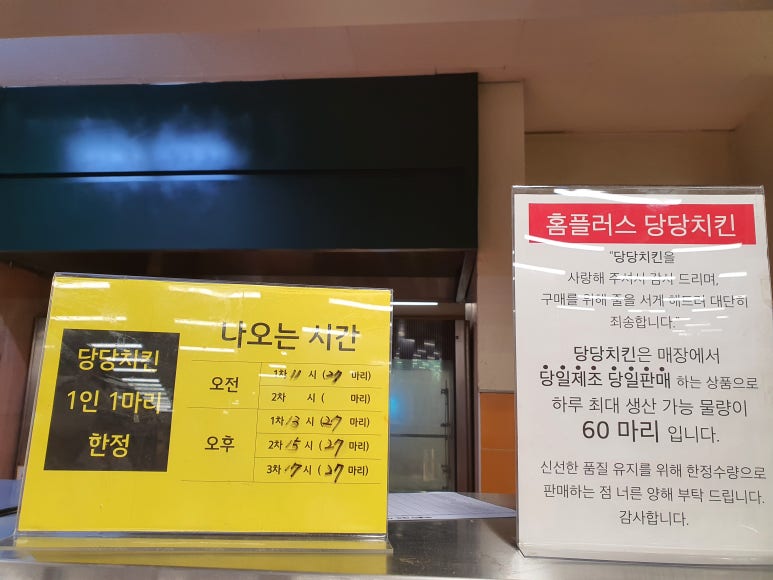 당당치킨
1인 1마리
한정
나오는 시간
오전
1차 11 시 (27 마리)
2차 시 ( 마리)
오후
1차 13 시 (27 마리)
2차 15 시 (27 마리)
3차 17 시 (27 마리)
홈플러스 당당치킨
"당당치킨을
사랑해 주셔서 감사 드리며,
구매를 위해 줄을 서게 해드려 대단히
죄송합니다."
당당치킨은 매장에서
당일제조 당일판매 하는 상품으로
하루 최대 생산 가능 물량이
60 마리 입니다.
신선한 품질 유지를 위해 한정수량으로
판매하는 점 너른 양해 부탁 드립니다.
감사합니다.